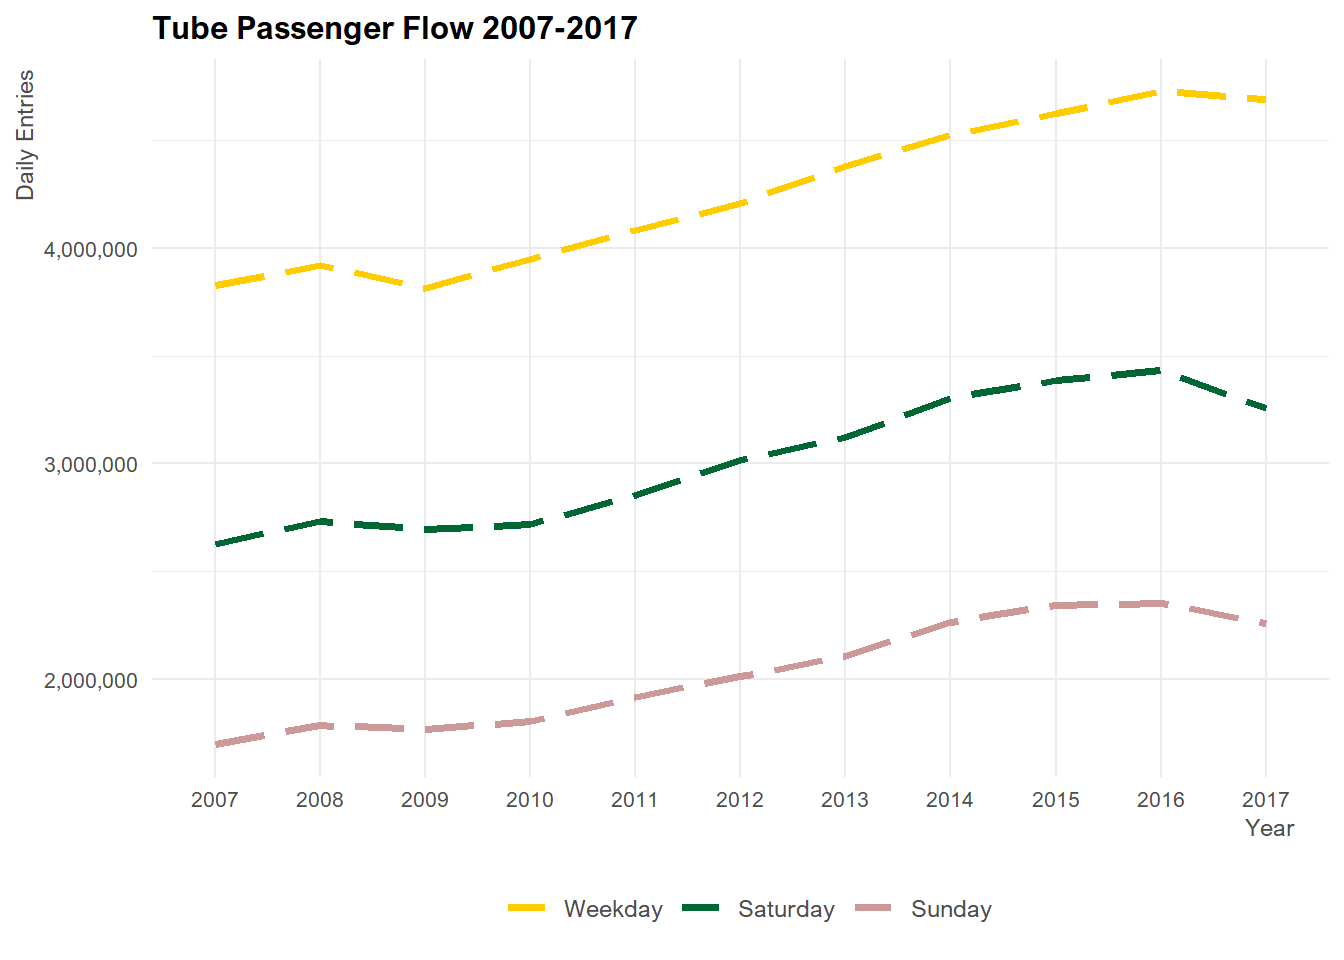 Tube Passenger Flow 2007-2017
Daily Entries
4,000,000
3,000,000
2,000,000
2007 2008 2009 2010 2011 2012 2013 2014 2015 2016 2017
Year
Weekday Saturday Sunday